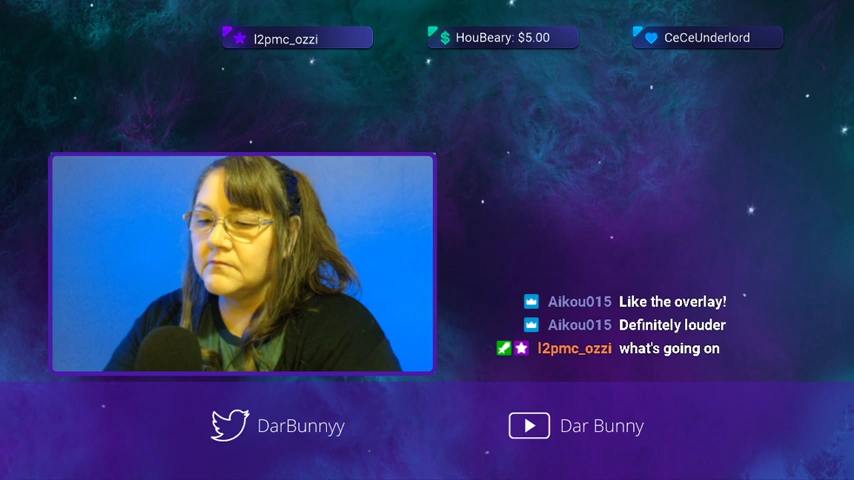 l2pmc_ozzi
$ HouBeary: $5.00
CeCeUnderlord
Aikou015 Like the overlay!
Aikou015 Definitely louder
l2pmc_ozzi what's going on
DarBunnyy
Dar Bunny